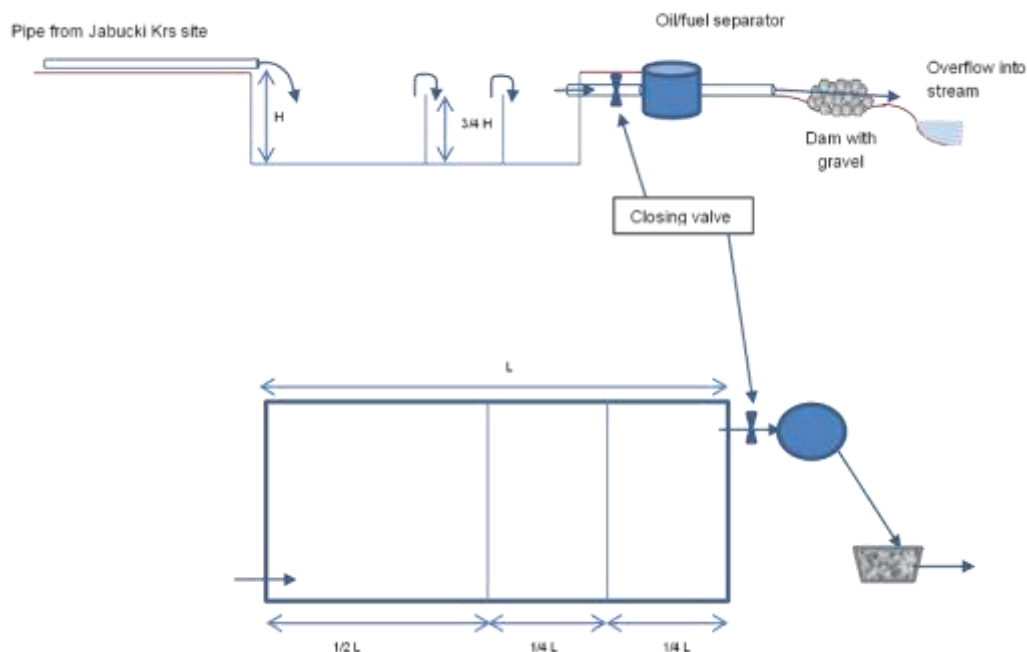 Oil/fuel separator
Pipe from Jabucki Krs site
Overflow into
stream
H
3/4 H
Dam with
gravel
Closing valve
L
1/2 L
1/4 L
1/4 L